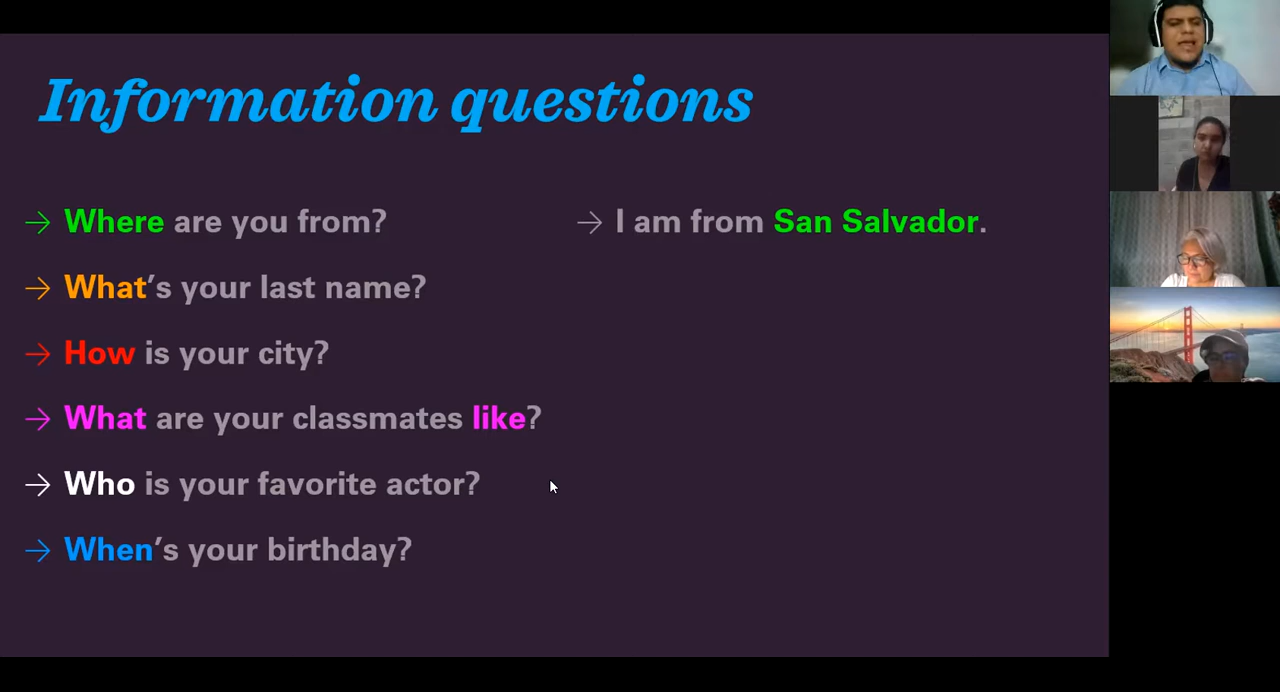 Information questions
→ Where are you from?
→ I am from San Salvador.
→ What’s your last name?
→ How is your city?
→ What are your classmates like?
→ Who is your favorite actor?
→ When’s your birthday?